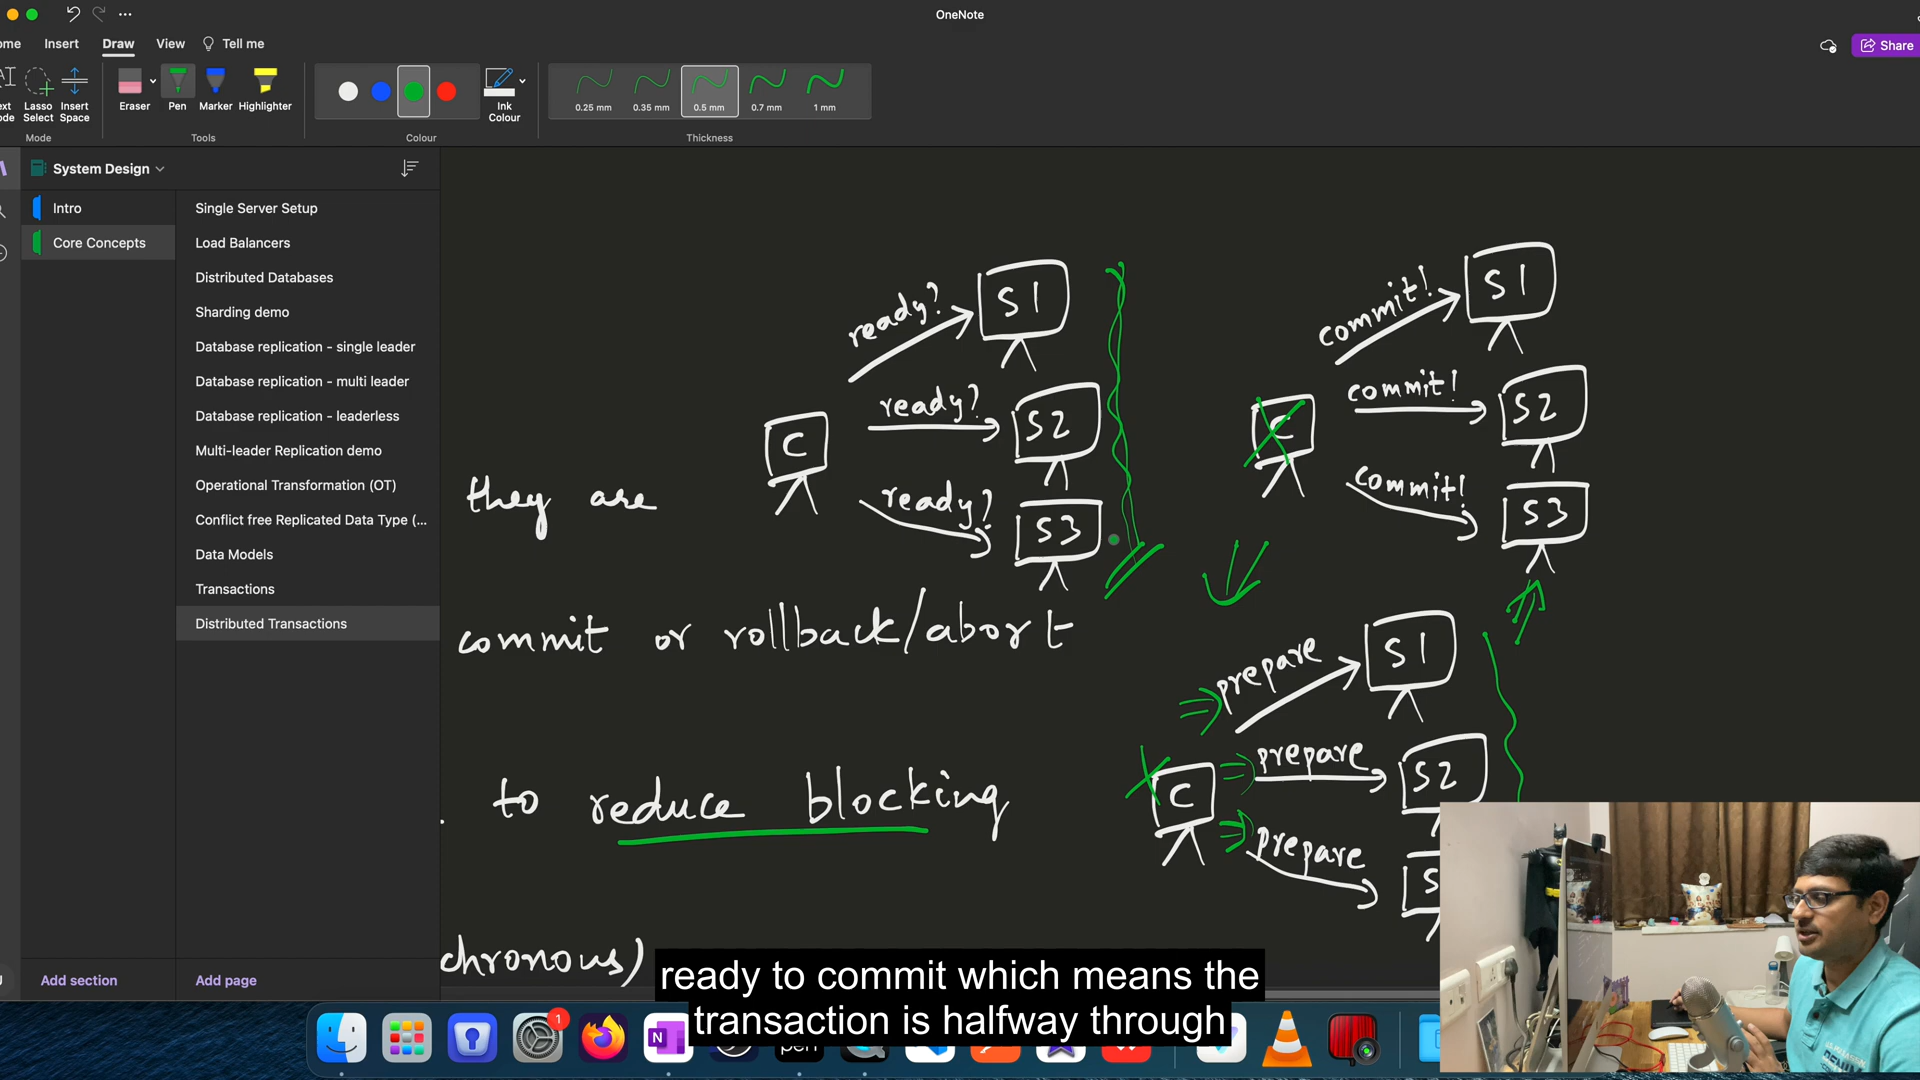 OneNote
ome Insert Draw View Tell me
Share
ext
ode
Lasso
Select
Insert
Space
Eraser
Pen
Marker
Highlighter
Ink
Colour
0.25 mm
0.35 mm
0.5 mm
0.7 mm
1 mm
Mode
Tools
Colour
Thickness
System Design
Intro
Core Concepts
Single Server Setup
Load Balancers
Distributed Databases
Sharding demo
Database replication - single leader
Database replication - multi leader
Database replication - leaderless
Multi-leader Replication demo
Operational Transformation (OT)
Conflict free Replicated Data Type (...
Data Models
Transactions
Distributed Transactions
Add section
Add page
ready?
S1
ready?
S2
C
ready?
S3
commit!
S1
commit!
S2
C
commit!
S3
they are
commit or rollback/abort
prepare
S1
prepare
S2
C
prepare
S
. to reduce blocking
chronous)
ready to commit which means the
transaction is halfway through
1
N
pen